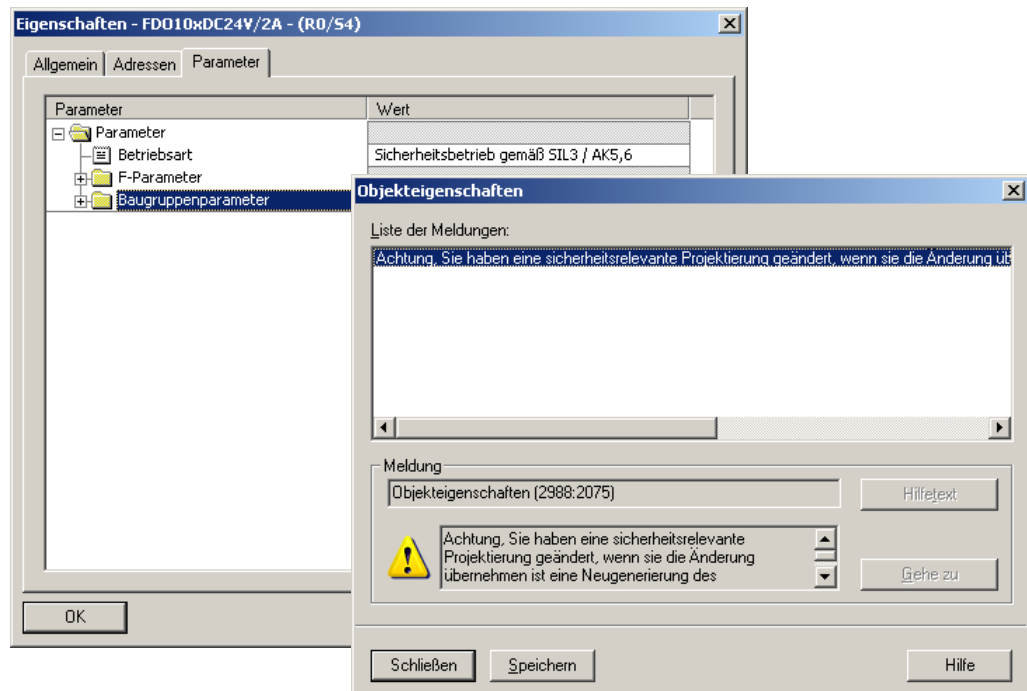 Eigenschaften - FDO10xDC24V/2A - (R0/S4)
Allgemein Adressen Parameter
Parameter Wert
Parameter
Betriebsart Sicherheitsbetrieb gemäß SIL3 / AK5,6
F-Parameter
Baugruppenparameter
OK
Objekteigenschaften
Liste der Meldungen:
Achtung, Sie haben eine sicherheitsrelevante Projektierung geändert, wenn sie die Änderung üb
Meldung
Objekteigenschaften (2988:2075)
Hilfetext
Achtung, Sie haben eine sicherheitsrelevante
Projektierung geändert, wenn sie die Änderung
übernehmen ist eine Neugenerierung des
Gehe zu
Schließen Speichern Hilfe